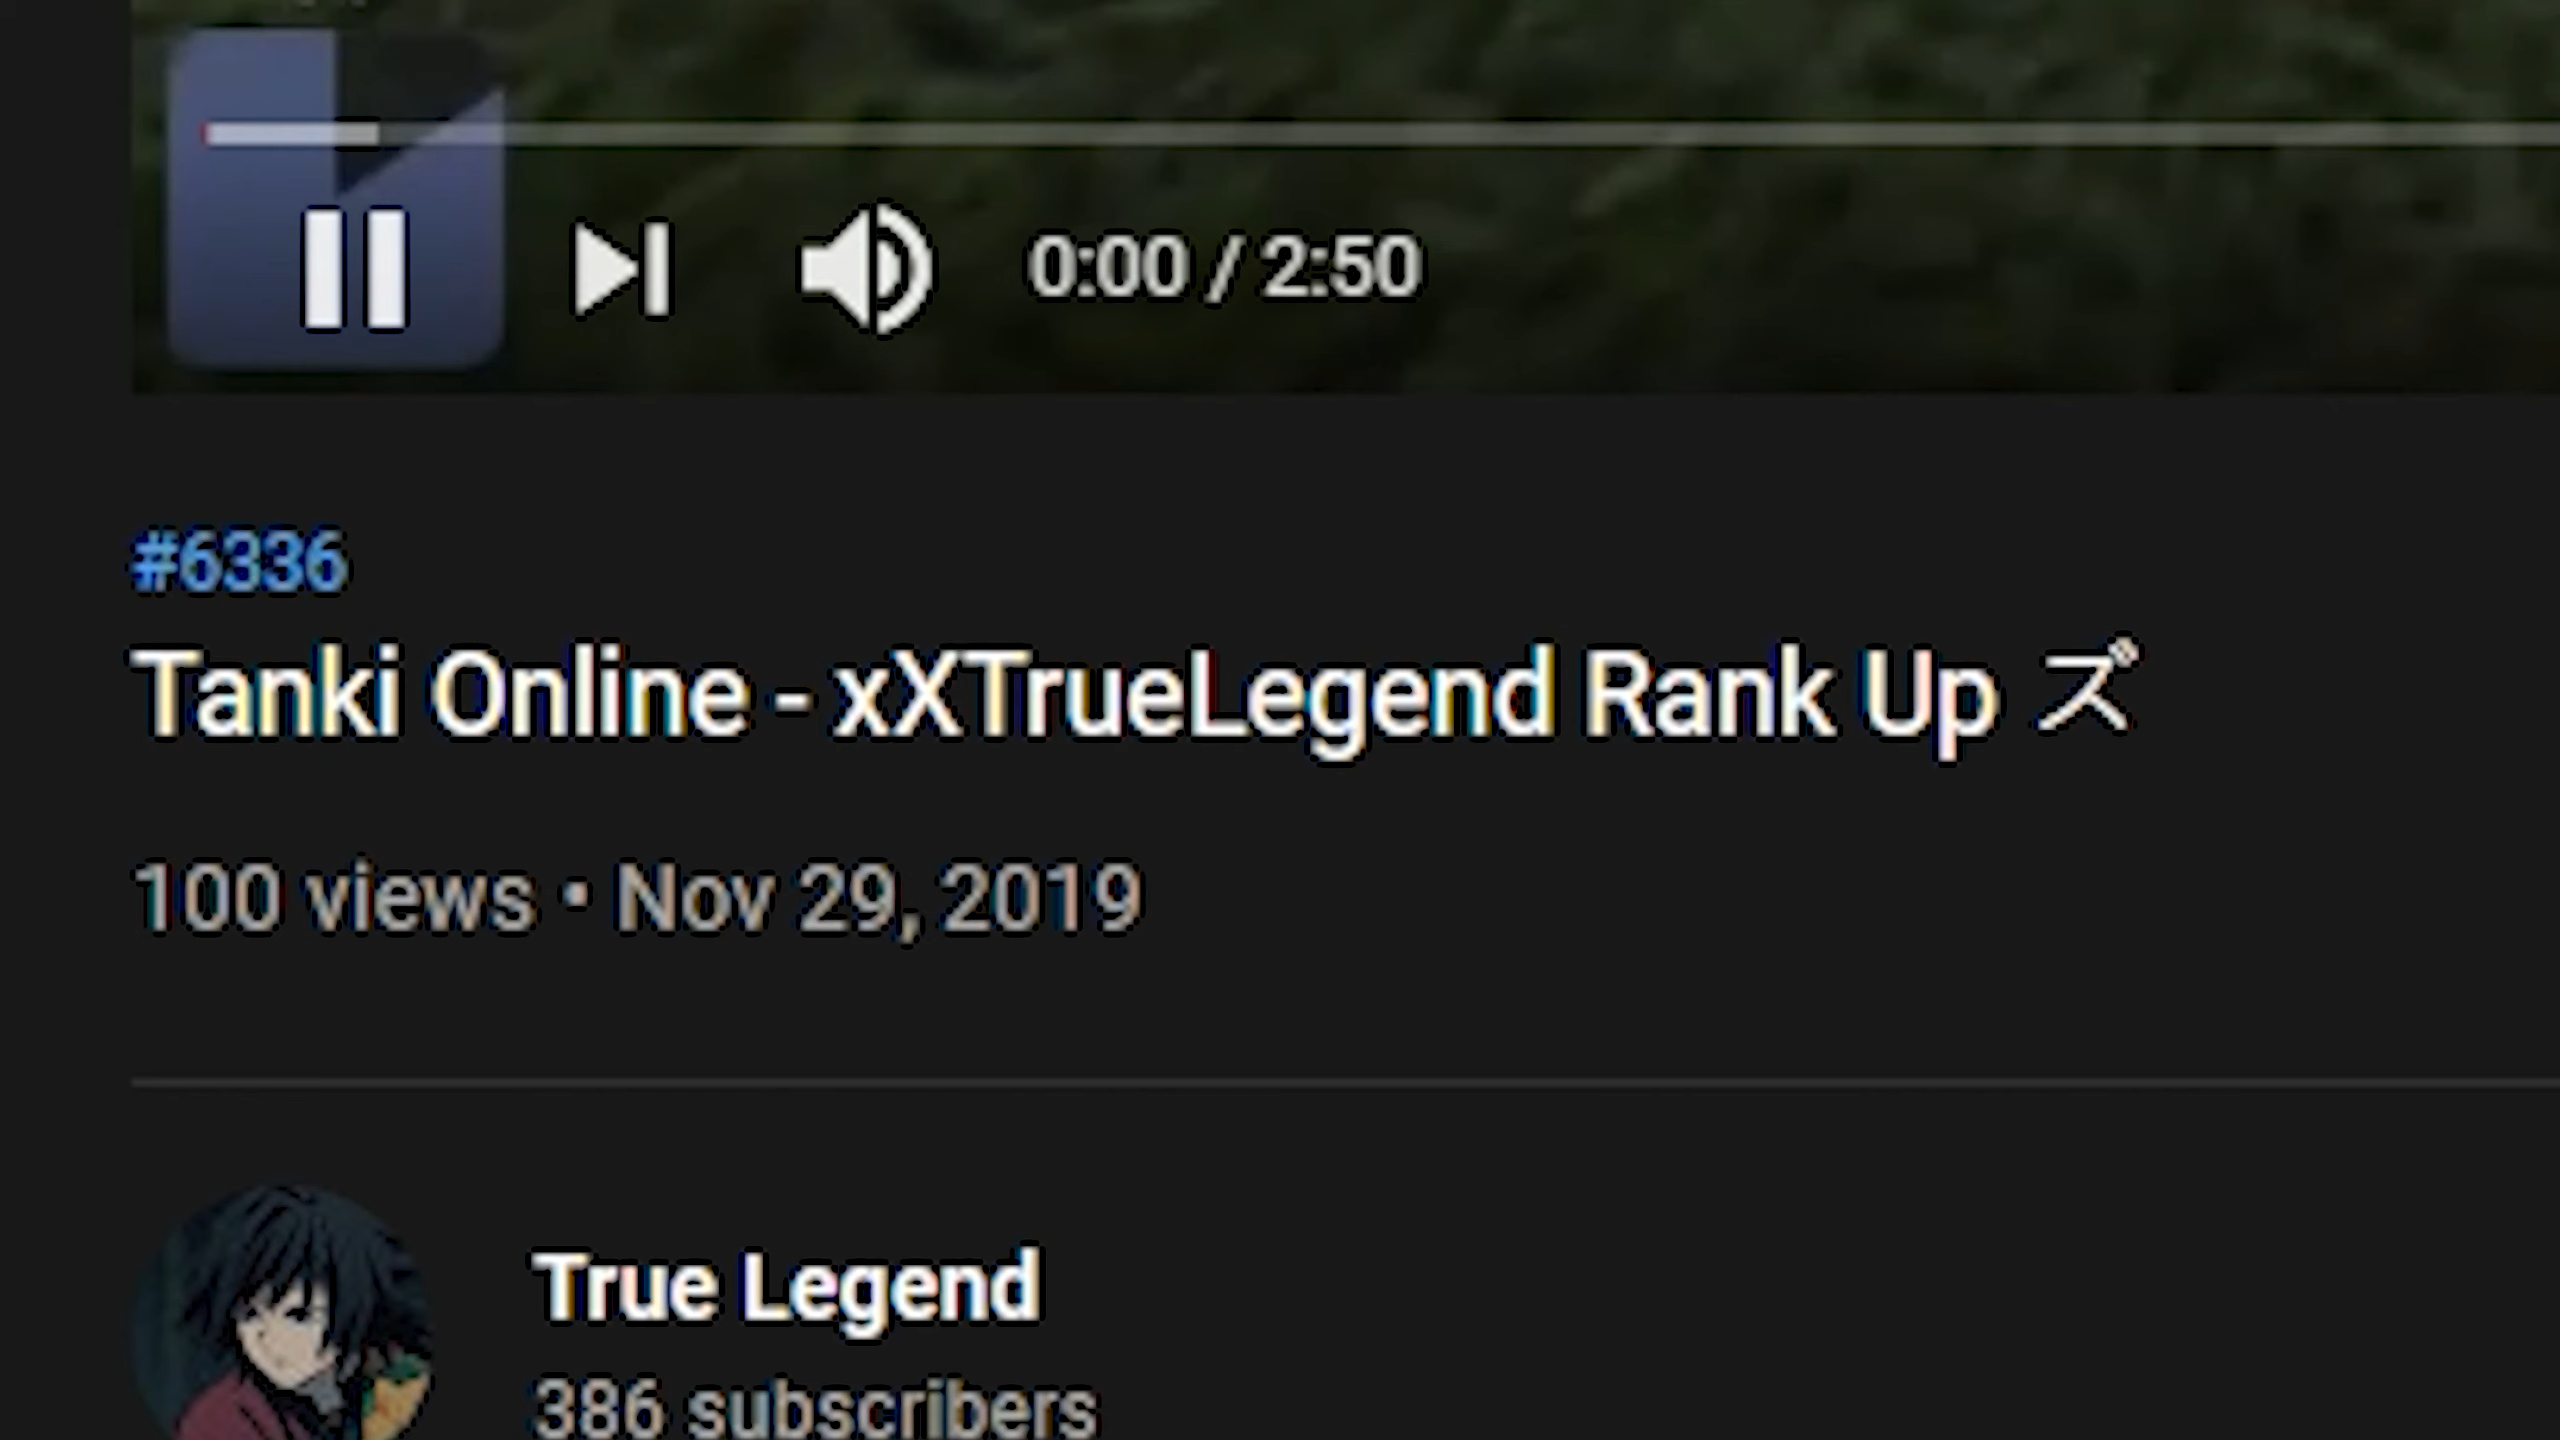 0:00 / 2:50
#6336
Tanki Online - xXTrueLegend Rank Up ズ
100 views • Nov 29, 2019
True Legend
386 subscribers